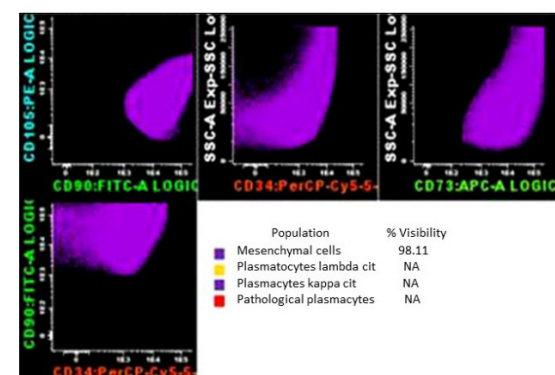 CD105:PE-A LOGIC
CD90:FITC-A LOGIC
SSC-A Exp-SSC Lo
CD34:PerCP-Cy5-5-
SSC-A Exp-SSC L
CD73:APC-A LOGIC
CD90:FITC-A LOGI
CD34:PerCP-Cy5-5-
Population % Visibility
Mesenchymal cells 98.11
Plasmatocytes lambda cit NA
Plasmacytes kappa cit NA
Pathological plasmacytes NA